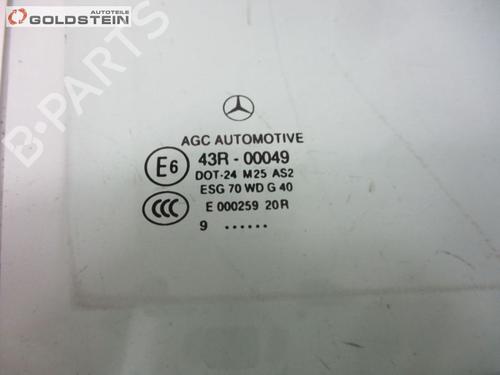 AUTOTEILE
GOLDSTEIN
B-PARTS
AGC AUTOMOTIVE
E6 43R - 00049
DOT-24 M25 AS2
ESG 70 WD G 40
CCC E 000259 20R
9 ......